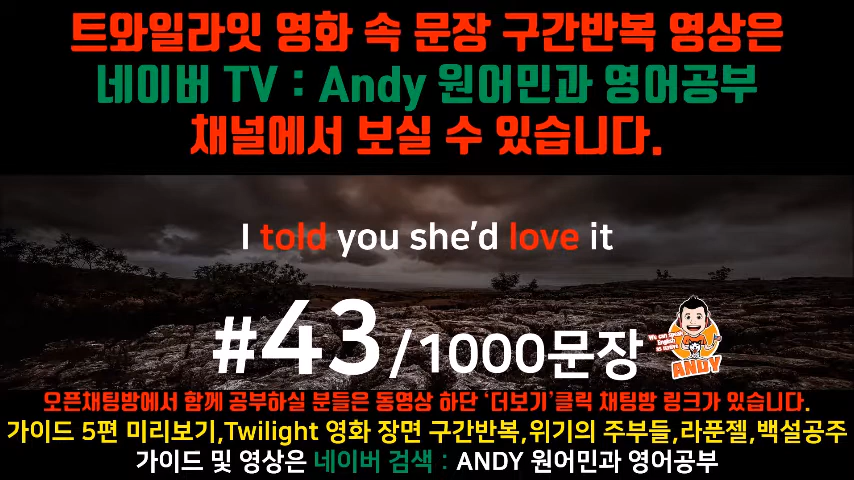 트와일라잇 영화 속 문장 구간반복 영상은
네이버 TV : Andy 원어민과 영어공부
채널에서 보실 수 있습니다.
I told you she'd love it
#43/1000문장
We can speak
English
as native!
ANDY
오픈채팅방에서 함께 공부하실 분들은 동영상 하단 ‘더보기’클릭 채팅방 링크가 있습니다.
가이드 5편 미리보기,Twilight 영화 장면 구간반복,위기의 주부들,라푼젤,백설공주
가이드 및 영상은 네이버 검색 : ANDY 원어민과 영어공부